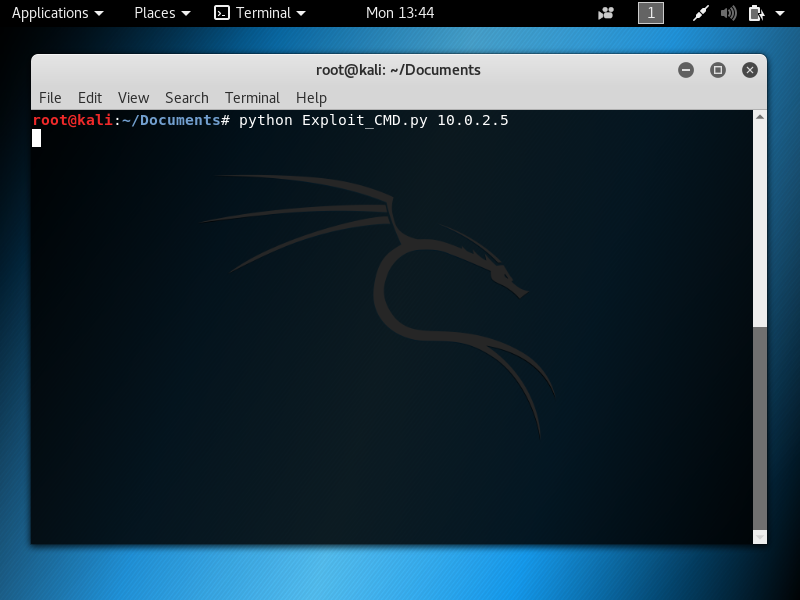 Applications Places Terminal Mon 13:44 1
root@kali: ~/Documents
File Edit View Search Terminal Help
root@kali:~/Documents# python Exploit_CMD.py 10.0.2.5